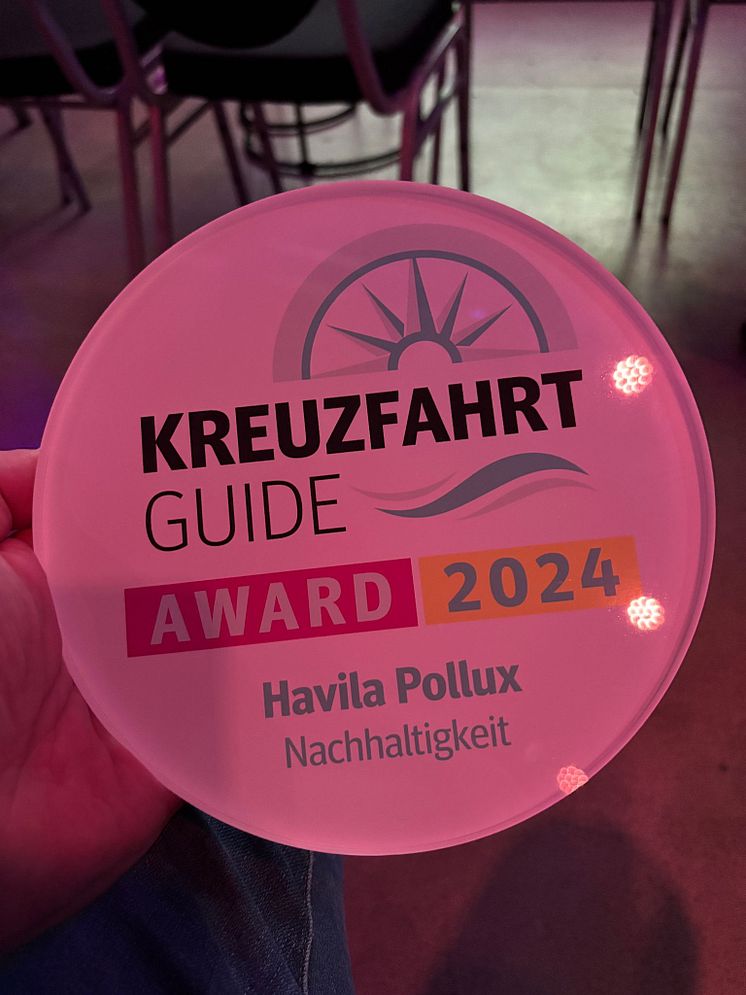 KREUZFAHRT
GUIDE
AWARD 2024
Havila Pollux
Nachhaltigkeit